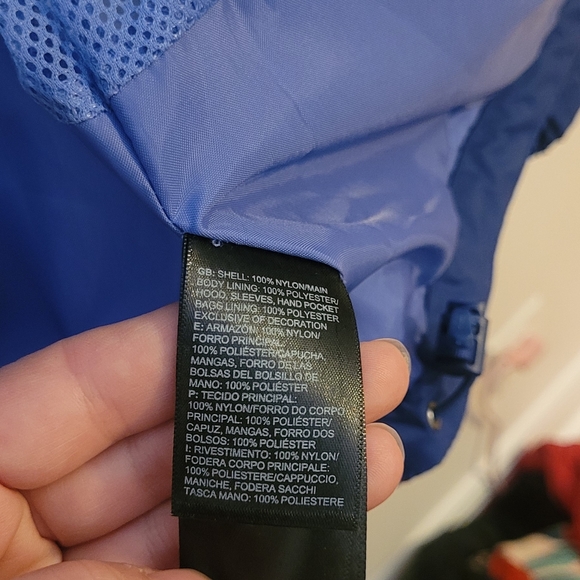 GB: SHELL: 100% NYLON/MAIN
BODY LINING: 100% POLYESTER/
HOOD, SLEEVES, HAND POCKET
BAGS LINING: 100% POLYESTER
EXCLUSIVE OF DECORATION
E: ARMAZÓN: 100% NYLON/
FORRO PRINCIPAL:
100% POLIÉSTER/CAPUCHA,
MANGAS, FORRO DE LAS
BOLSAS DEL BOLSILLO DE
MANO: 100% POLIÉSTER
P: TECIDO PRINCIPAL:
100% NYLON/FORRO DO CORPO
PRINCIPAL: 100% POLIÉSTER/
CAPUZ, MANGAS, FORRO DOS
BOLSOS: 100% POLIÉSTER
I: RIVESTIMENTO: 100% NYLON/
FODERA CORPO PRINCIPALE:
100% POLIESTERE/CAPPUCCIO,
MANICHE, FODERA SACCHI
TASCA MANO: 100% POLIESTERE